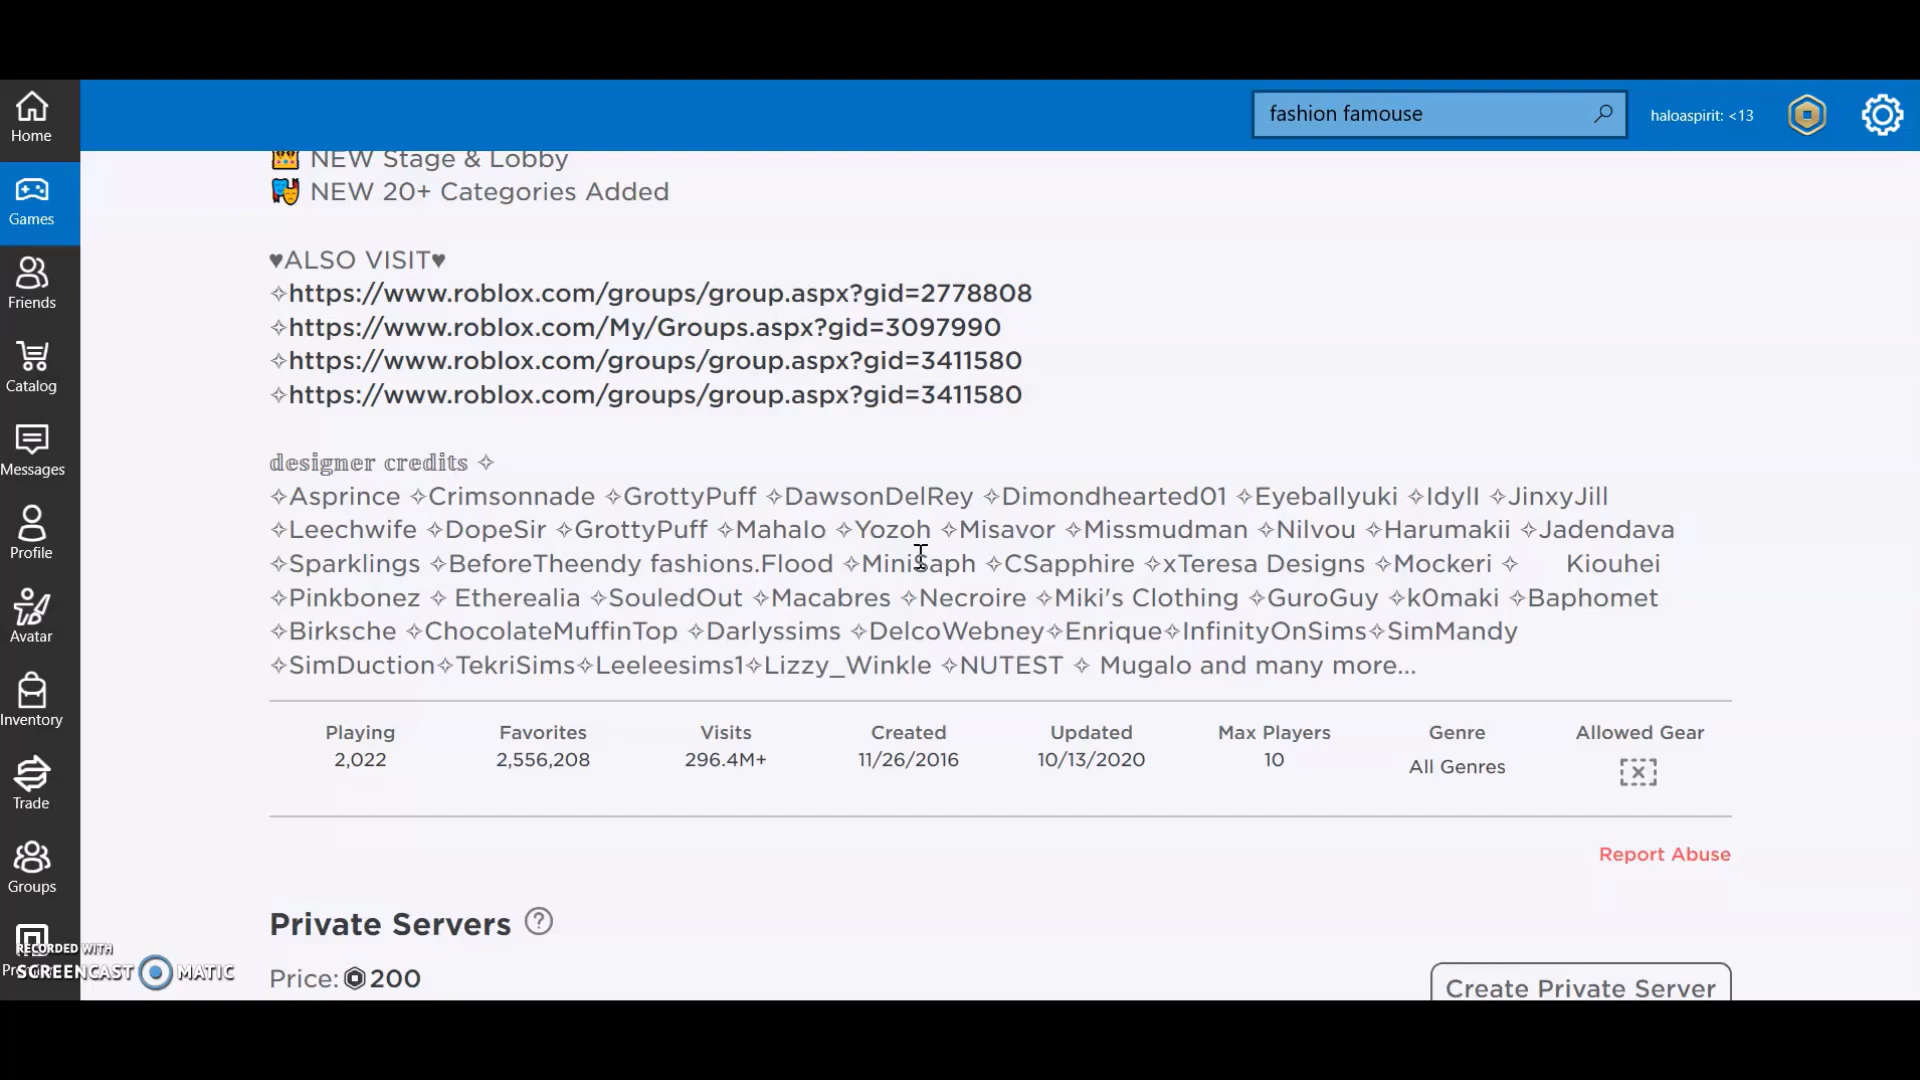 Home
fashion famouse
haloaspirit: <13
NEW Stage & Lobby
NEW 20+ Categories Added
Games
♥ALSO VISIT♥
✧https://www.roblox.com/groups/group.aspx?gid=2778808
✧https://www.roblox.com/My/Groups.aspx?gid=3097990
✧https://www.roblox.com/groups/group.aspx?gid=3411580
✧https://www.roblox.com/groups/group.aspx?gid=3411580
Friends
Catalog
Messages
Profile
Avatar
Inventory
Trade
Groups
𝕕𝕖𝕤𝕚𝕘𝕟𝕖𝕣 𝕔𝕣𝕖𝕕𝕚𝕥𝕤 ✧
✧Asprince ✧Crimsonnade ✧GrottyPuff ✧DawsonDelRey ✧Dimondhearted01 ✧Eyeballyuki ✧IdylI ✧JinxyJill
✧Leechwife ✧DopeSir ✧GrottyPuff ✧Mahalo ✧Yozoh ✧Misavor ✧Missmudman ✧Nilvou ✧Harumakii ✧Jadendava
✧Sparklings ✧BeforeTheendy fashions.Flood ✧MiniSaph ✧CSapphire ✧xTeresa Designs ✧Mockeri ✧ Kiouhei
✧Pinkbonez ✧ Etherealia ✧SouledOut ✧Macabres ✧Necroire ✧Miki's Clothing ✧GuroGuy ✧k0maki ✧Baphomet
✧Birksche ✧ChocolateMuffinTop ✧Darlyssims ✧DelcoWebney✧Enrique✧InfinityOnSims✧SimMandy
✧SimDuction✧TekriSims✧Leeleesims1✧Lizzy_Winkle ✧NUTEST ✧ Mugalo and many more...
Playing Favorites Visits Created Updated Max Players Genre Allowed Gear
2,022 2,556,208 296.4M+ 11/26/2016 10/13/2020 10 All Genres
Report Abuse
Private Servers
Price: 200
Create Private Server
RECORDED WITH
SCREENCAST MATIC